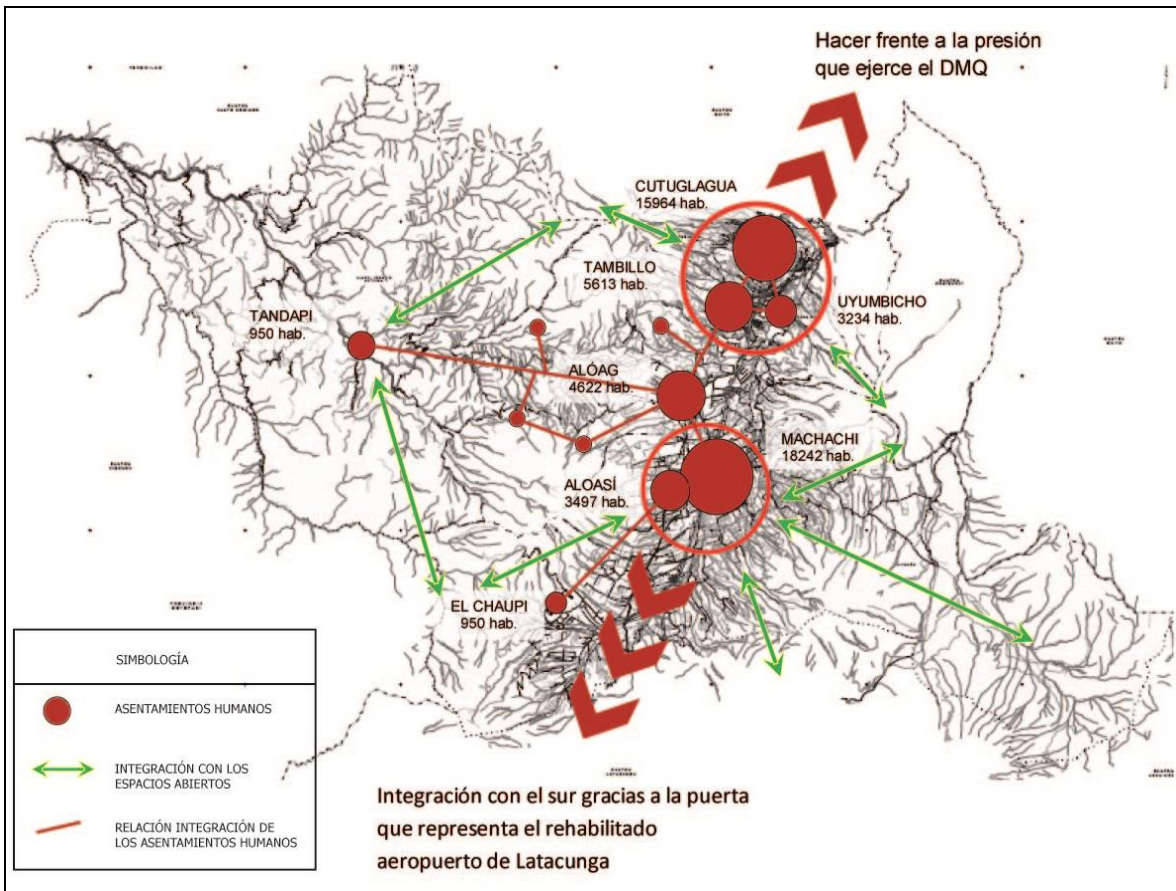 Hacer frente a la presión
que ejerce el DMQ
CUTUGLAGUA
15964 hab.
TAMBILLO
5613 hab.
UYUMBICHO
3234 hab.
TANDAPI
950 hab.
ALÓAG
4622 hab.
MACHACHI
18242 hab.
ALOASÍ
3497 hab.
EL CHAUPI
950 hab.
SIMBOLOGÍA
ASENTAMIENTOS HUMANOS
INTEGRACIÓN CON LOS
ESPACIOS ABIERTOS
RELACIÓN INTEGRACIÓN DE
LOS ASENTAMIENTOS HUMANOS
Integración con el sur gracias a la puerta
que representa el rehabilitado
aeropuerto de Latacunga